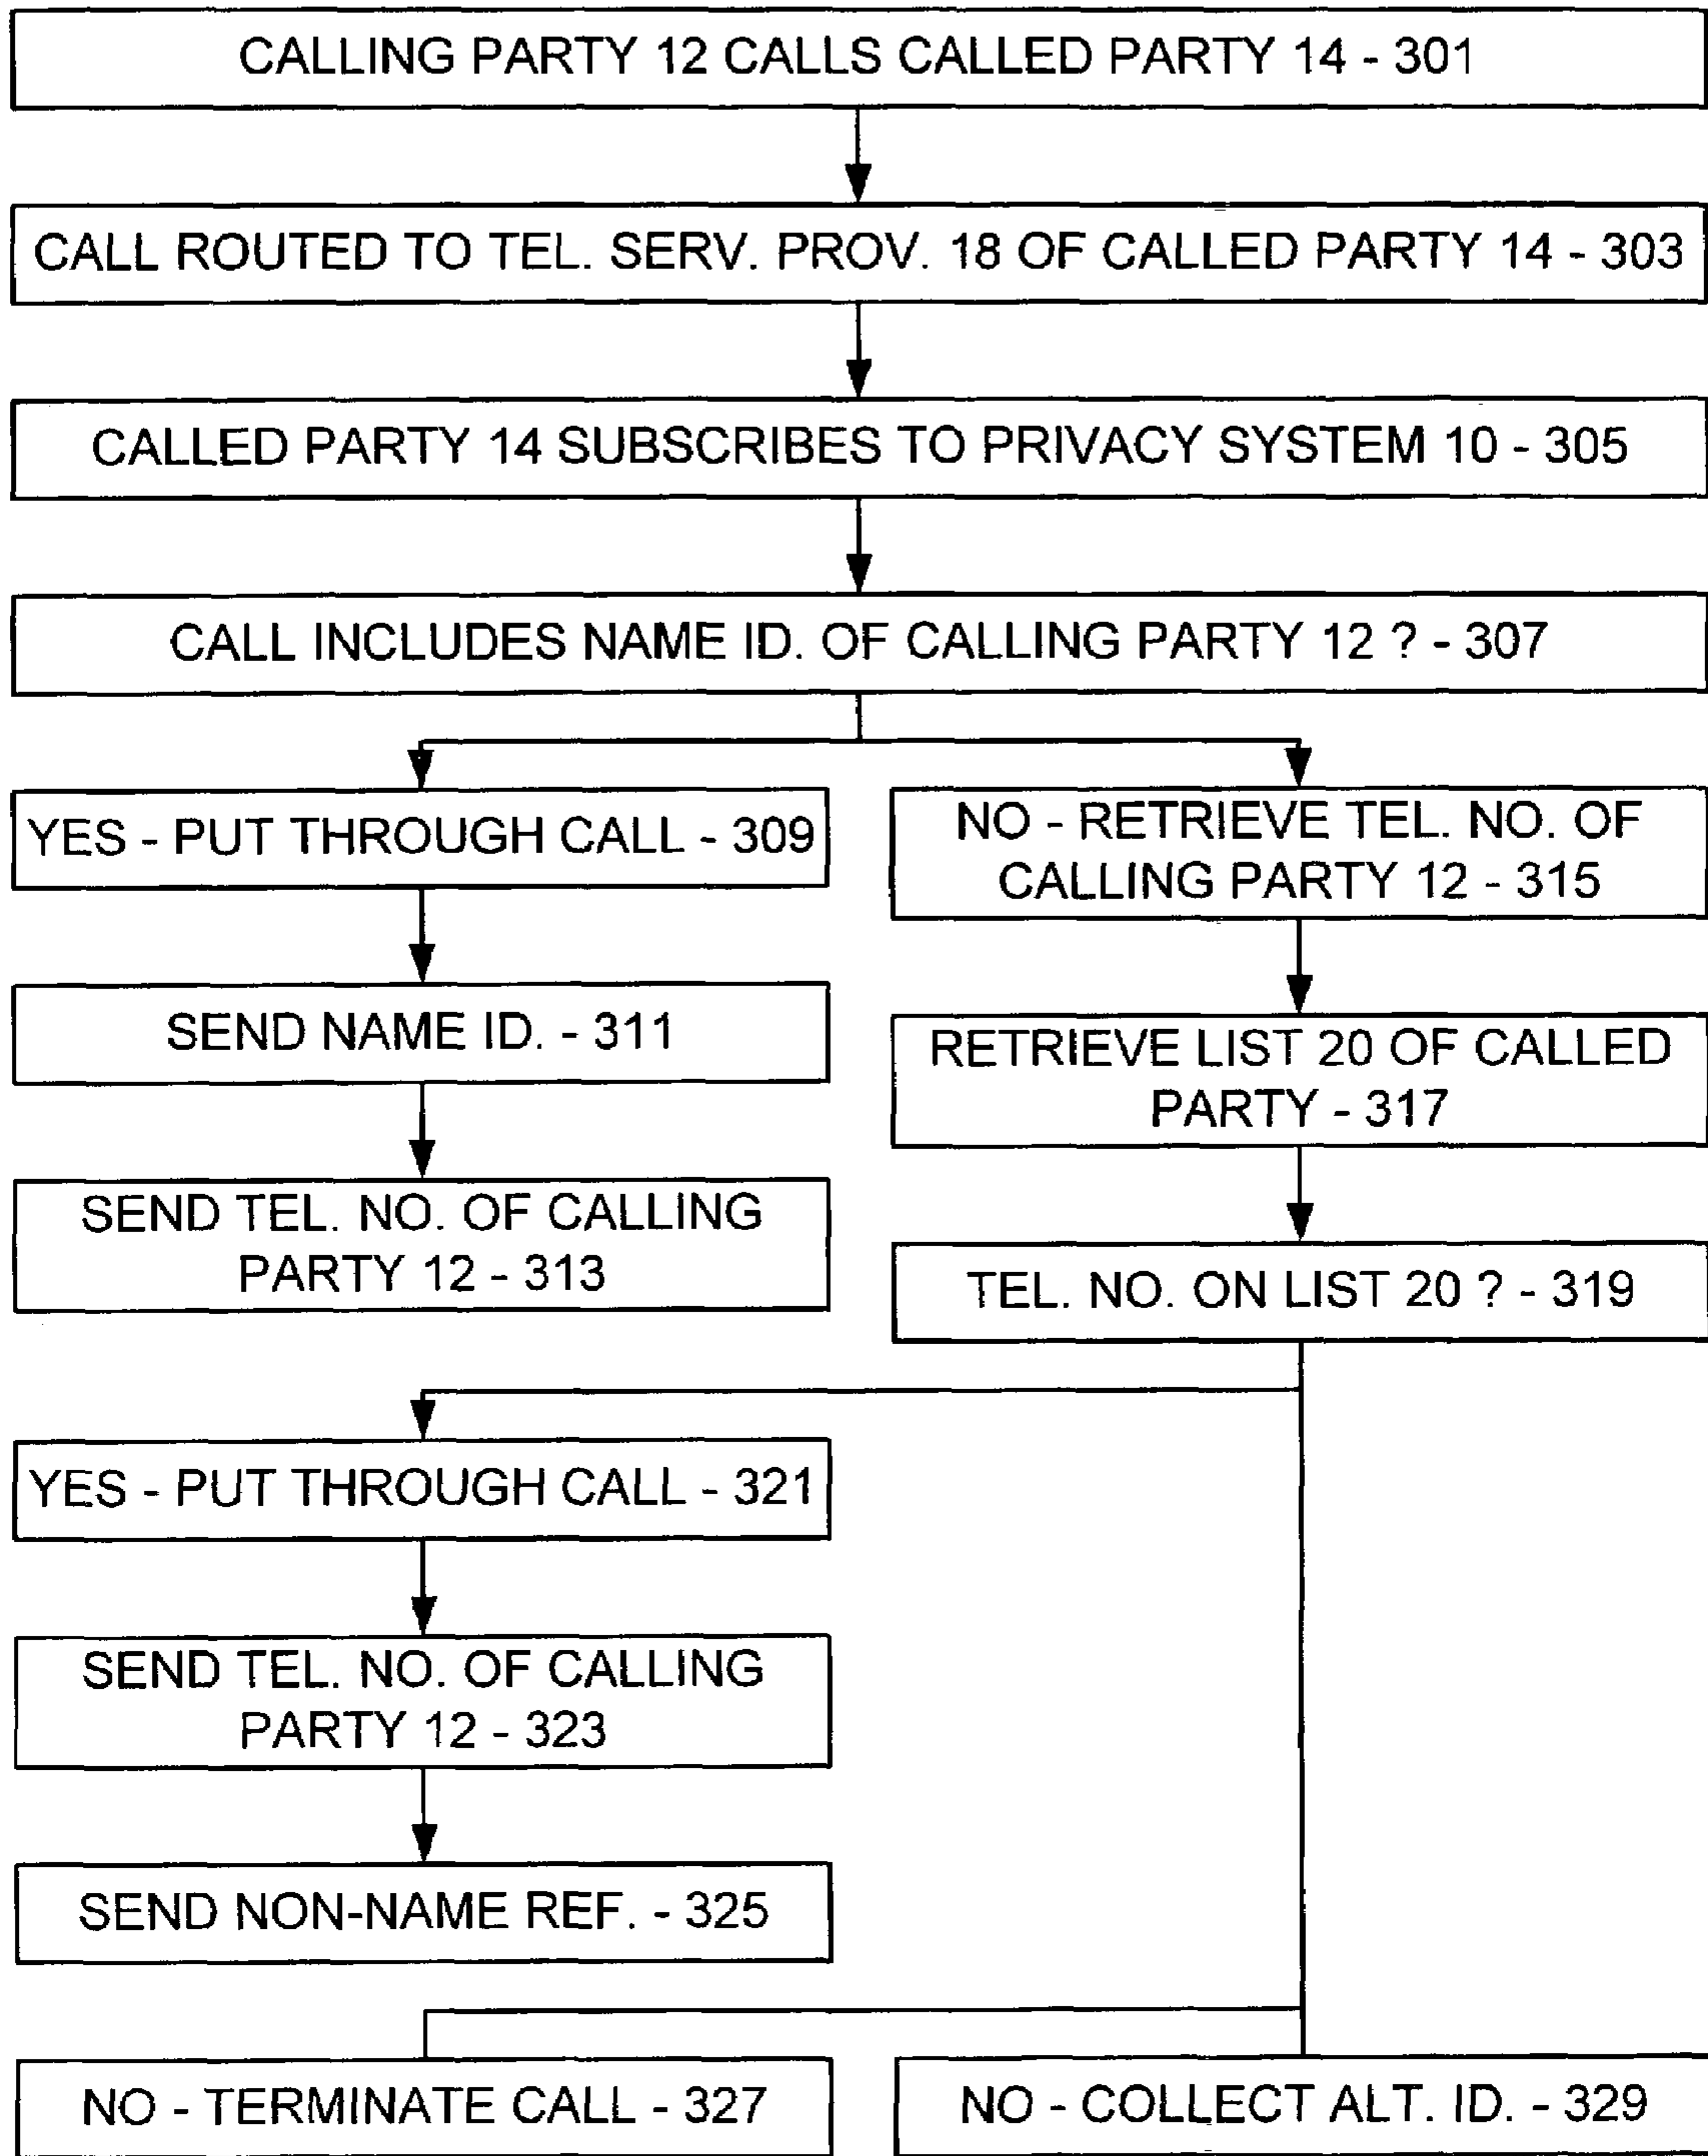 CALLING PARTY 12 CALLS CALLED PARTY 14 - 301
CALL ROUTED TO TEL. SERV. PROV. 18 OF CALLED PARTY 14 - 303
CALLED PARTY 14 SUBSCRIBES TO PRIVACY SYSTEM 10 - 305
CALL INCLUDES NAME ID. OF CALLING PARTY 12 ? - 307
YES - PUT THROUGH CALL - 309
SEND NAME ID. - 311
SEND TEL. NO. OF CALLING
PARTY 12 - 313
NO - RETRIEVE TEL. NO. OF
CALLING PARTY 12 - 315
RETRIEVE LIST 20 OF CALLED
PARTY - 317
TEL. NO. ON LIST 20 ? - 319
YES - PUT THROUGH CALL - 321
SEND TEL. NO. OF CALLING
PARTY 12 - 323
SEND NON-NAME REF. - 325
NO - TERMINATE CALL - 327
NO - COLLECT ALT. ID. - 329